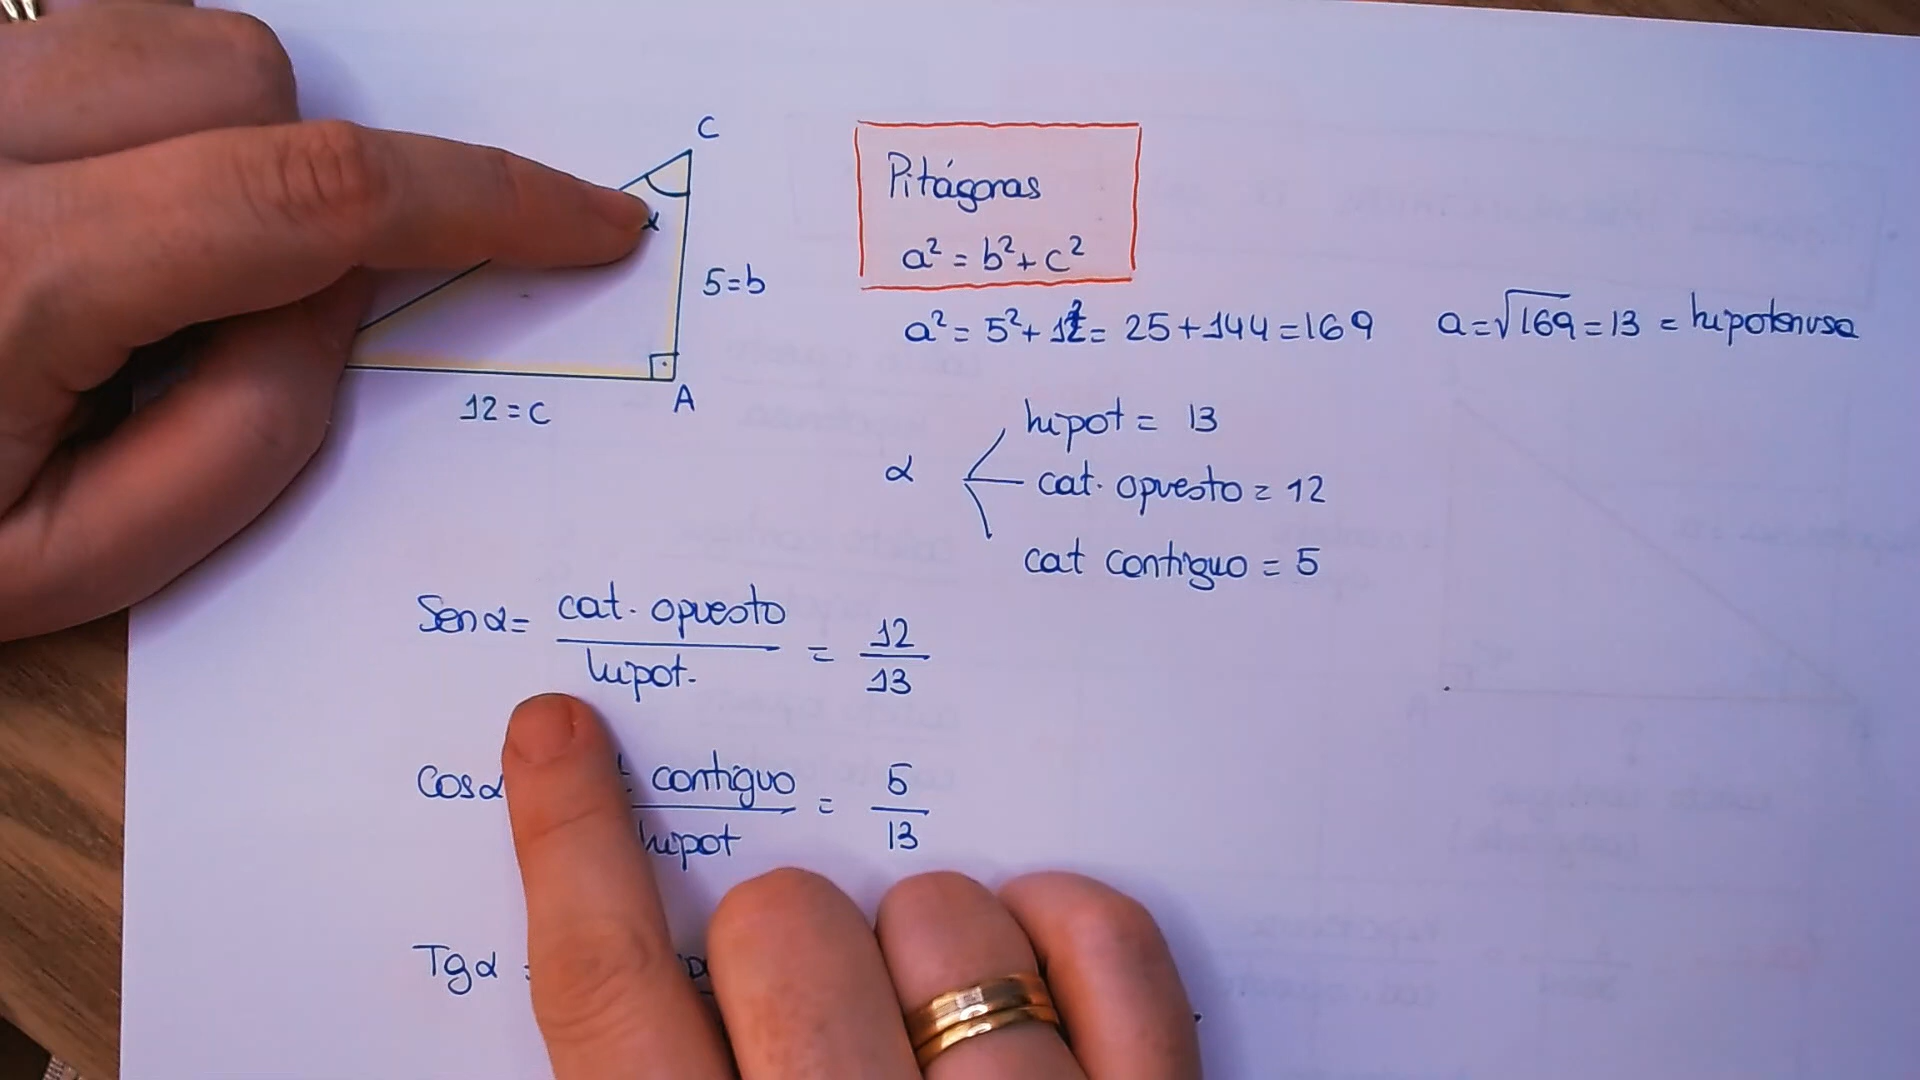 C
α
5=b
A
12=c
Pitágoras
a² = b² + c²
a² = 5² + 12² = 25 + 144 = 169 a = √169 = 13 = hipotenusa
α
hipot = 13
cat. opuesto = 12
cat contiguo = 5
Sen α = cat. opuesto / hipot. = 12 / 13
Cos α contiguo / hipot = 5 / 13
Tg α =